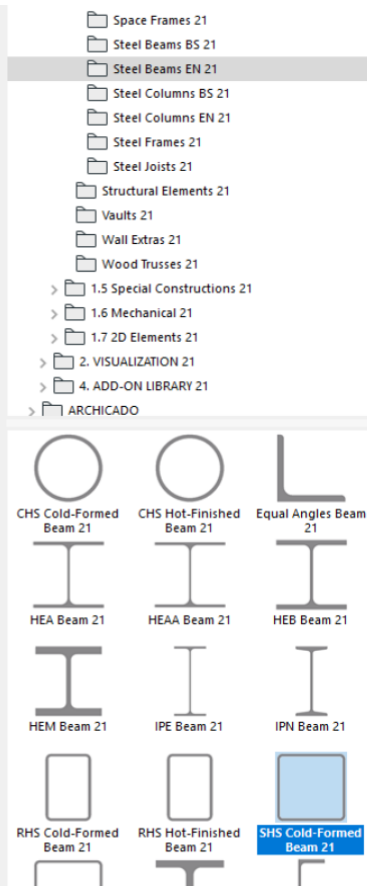 Space Frames 21
Steel Beams BS 21
Steel Beams EN 21
Steel Columns BS 21
Steel Columns EN 21
Steel Frames 21
Steel Joists 21
Structural Elements 21
Vaults 21
Wall Extras 21
Wood Trusses 21
1.5 Special Constructions 21
1.6 Mechanical 21
1.7 2D Elements 21
2. VISUALIZATION 21
4. ADD-ON LIBRARY 21
ARCHICADO
CHS Cold-Formed Beam 21
CHS Hot-Finished Beam 21
Equal Angles Beam 21
HEA Beam 21
HEAA Beam 21
HEB Beam 21
HEM Beam 21
IPE Beam 21
IPN Beam 21
RHS Cold-Formed Beam 21
RHS Hot-Finished Beam 21
SHS Cold-Formed Beam 21